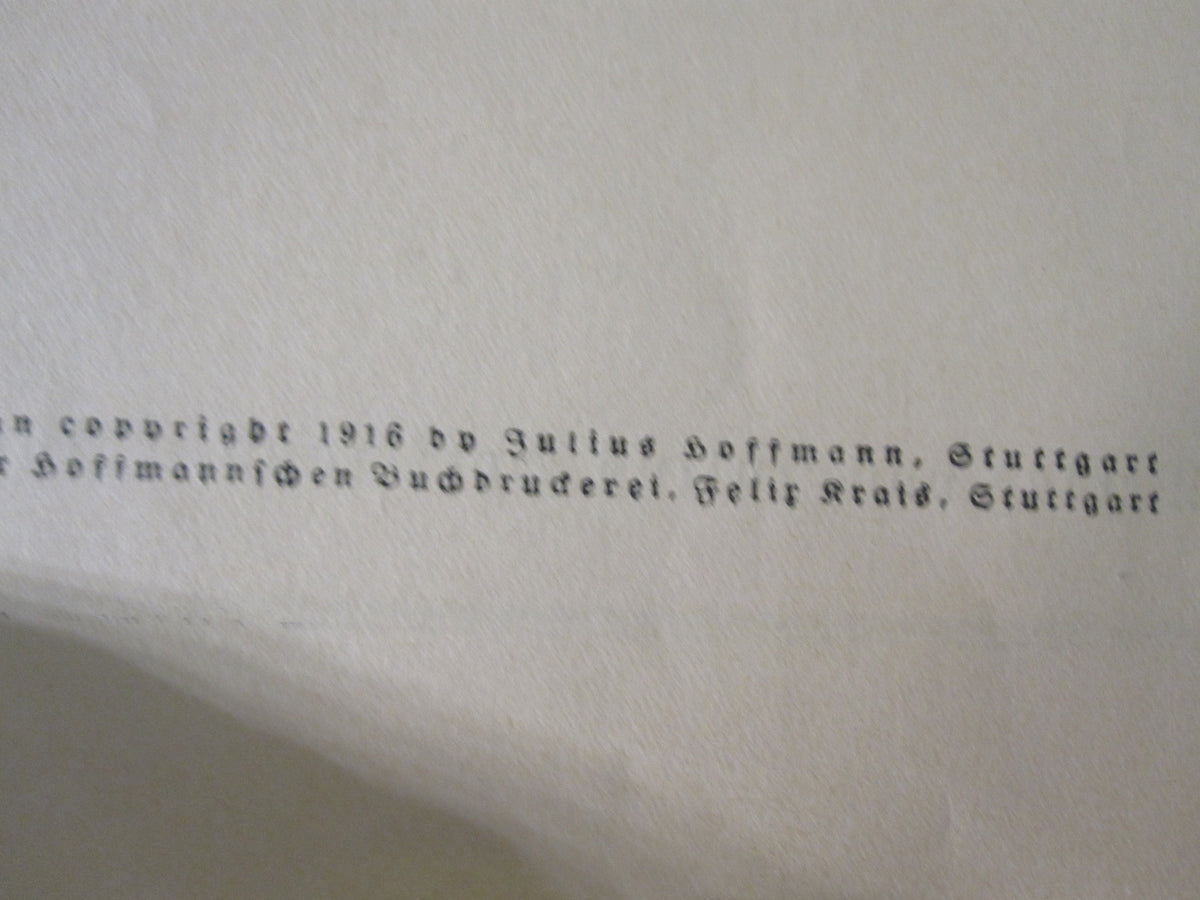 copyright 1916 by Julius Hoffmann, Stuttgart
Hoffmannschen Buchdruckerei, Felix Krais, Stuttgart